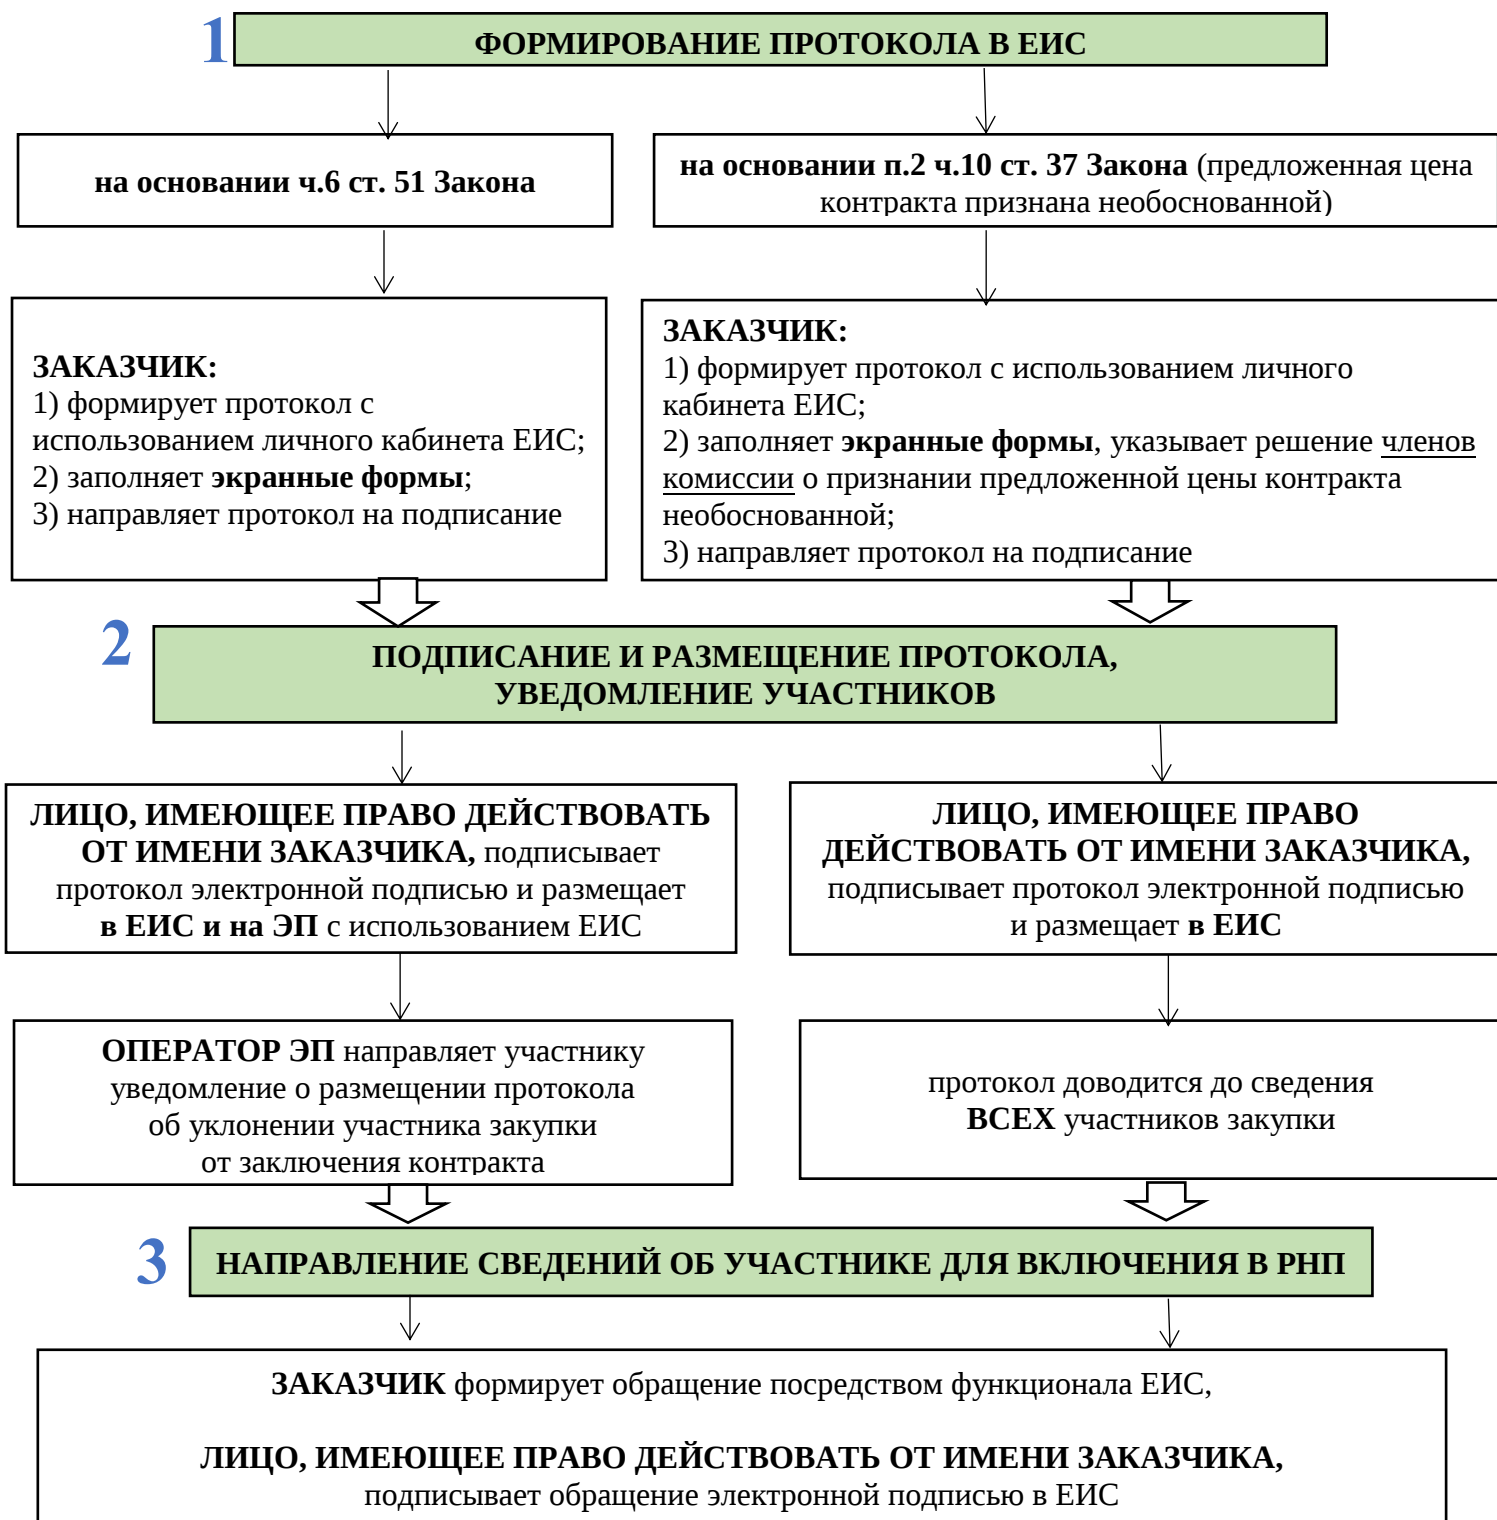 1
ФОРМИРОВАНИЕ ПРОТОКОЛА В ЕИС
на основании ч.6 ст. 51 Закона
на основании п.2 ч.10 ст. 37 Закона (предложенная цена
контракта признана необоснованной)
ЗАКАЗЧИК:
1) формирует протокол с
использованием личного кабинета ЕИС;
2) заполняет экранные формы;
3) направляет протокол на подписание
ЗАКАЗЧИК:
1) формирует протокол с использованием личного
кабинета ЕИС;
2) заполняет экранные формы, указывает решение членов
комиссии о признании предложенной цены контракта
необоснованной;
3) направляет протокол на подписание
2
ПОДПИСАНИЕ И РАЗМЕЩЕНИЕ ПРОТОКОЛА,
УВЕДОМЛЕНИЕ УЧАСТНИКОВ
ЛИЦО, ИМЕЮЩЕЕ ПРАВО ДЕЙСТВОВАТЬ
ОТ ИМЕНИ ЗАКАЗЧИКА, подписывает
протокол электронной подписью и размещает
в ЕИС и на ЭП с использованием ЕИС
ЛИЦО, ИМЕЮЩЕЕ ПРАВО
ДЕЙСТВОВАТЬ ОТ ИМЕНИ ЗАКАЗЧИКА,
подписывает протокол электронной подписью
и размещает в ЕИС
ОПЕРАТОР ЭП направляет участнику
уведомление о размещении протокола
об уклонении участника закупки
от заключения контракта
протокол доводится до сведения
ВСЕХ участников закупки
3
НАПРАВЛЕНИЕ СВЕДЕНИЙ ОБ УЧАСТНИКЕ ДЛЯ ВКЛЮЧЕНИЯ В РНП
ЗАКАЗЧИК формирует обращение посредством функционала ЕИС,
ЛИЦО, ИМЕЮЩЕЕ ПРАВО ДЕЙСТВОВАТЬ ОТ ИМЕНИ ЗАКАЗЧИКА,
подписывает обращение электронной подписью в ЕИС